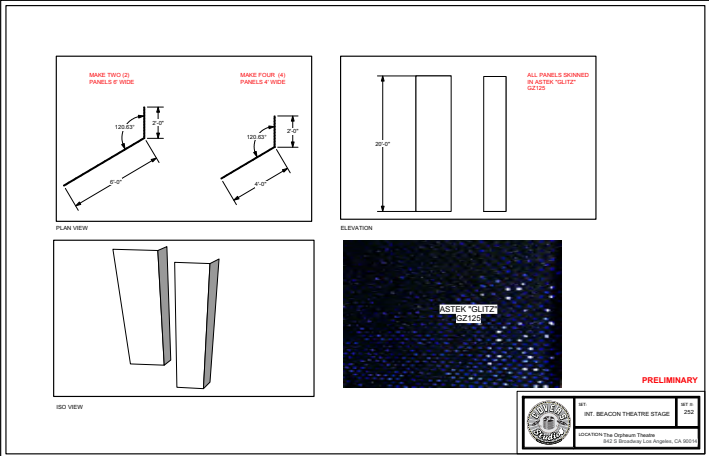 MAKE TWO (2)
PANELS 6' WIDE
MAKE FOUR (4)
PANELS 4' WIDE
120.63°
2'-0"
6'-0"
120.63°
2'-0"
4'-0"
PLAN VIEW
ALL PANELS SKINNED
IN ASTEK "GLITZ"
GZ125
20'-0"
ELEVATION
ISO VIEW
ASTEK "GLITZ"
GZ125
PRELIMINARY
Studio
SET:
INT. BEACON THEATRE STAGE
SET #:
252
LOCATION: The Orpheum Theatre
842 S Broadway Los Angeles, CA 90014